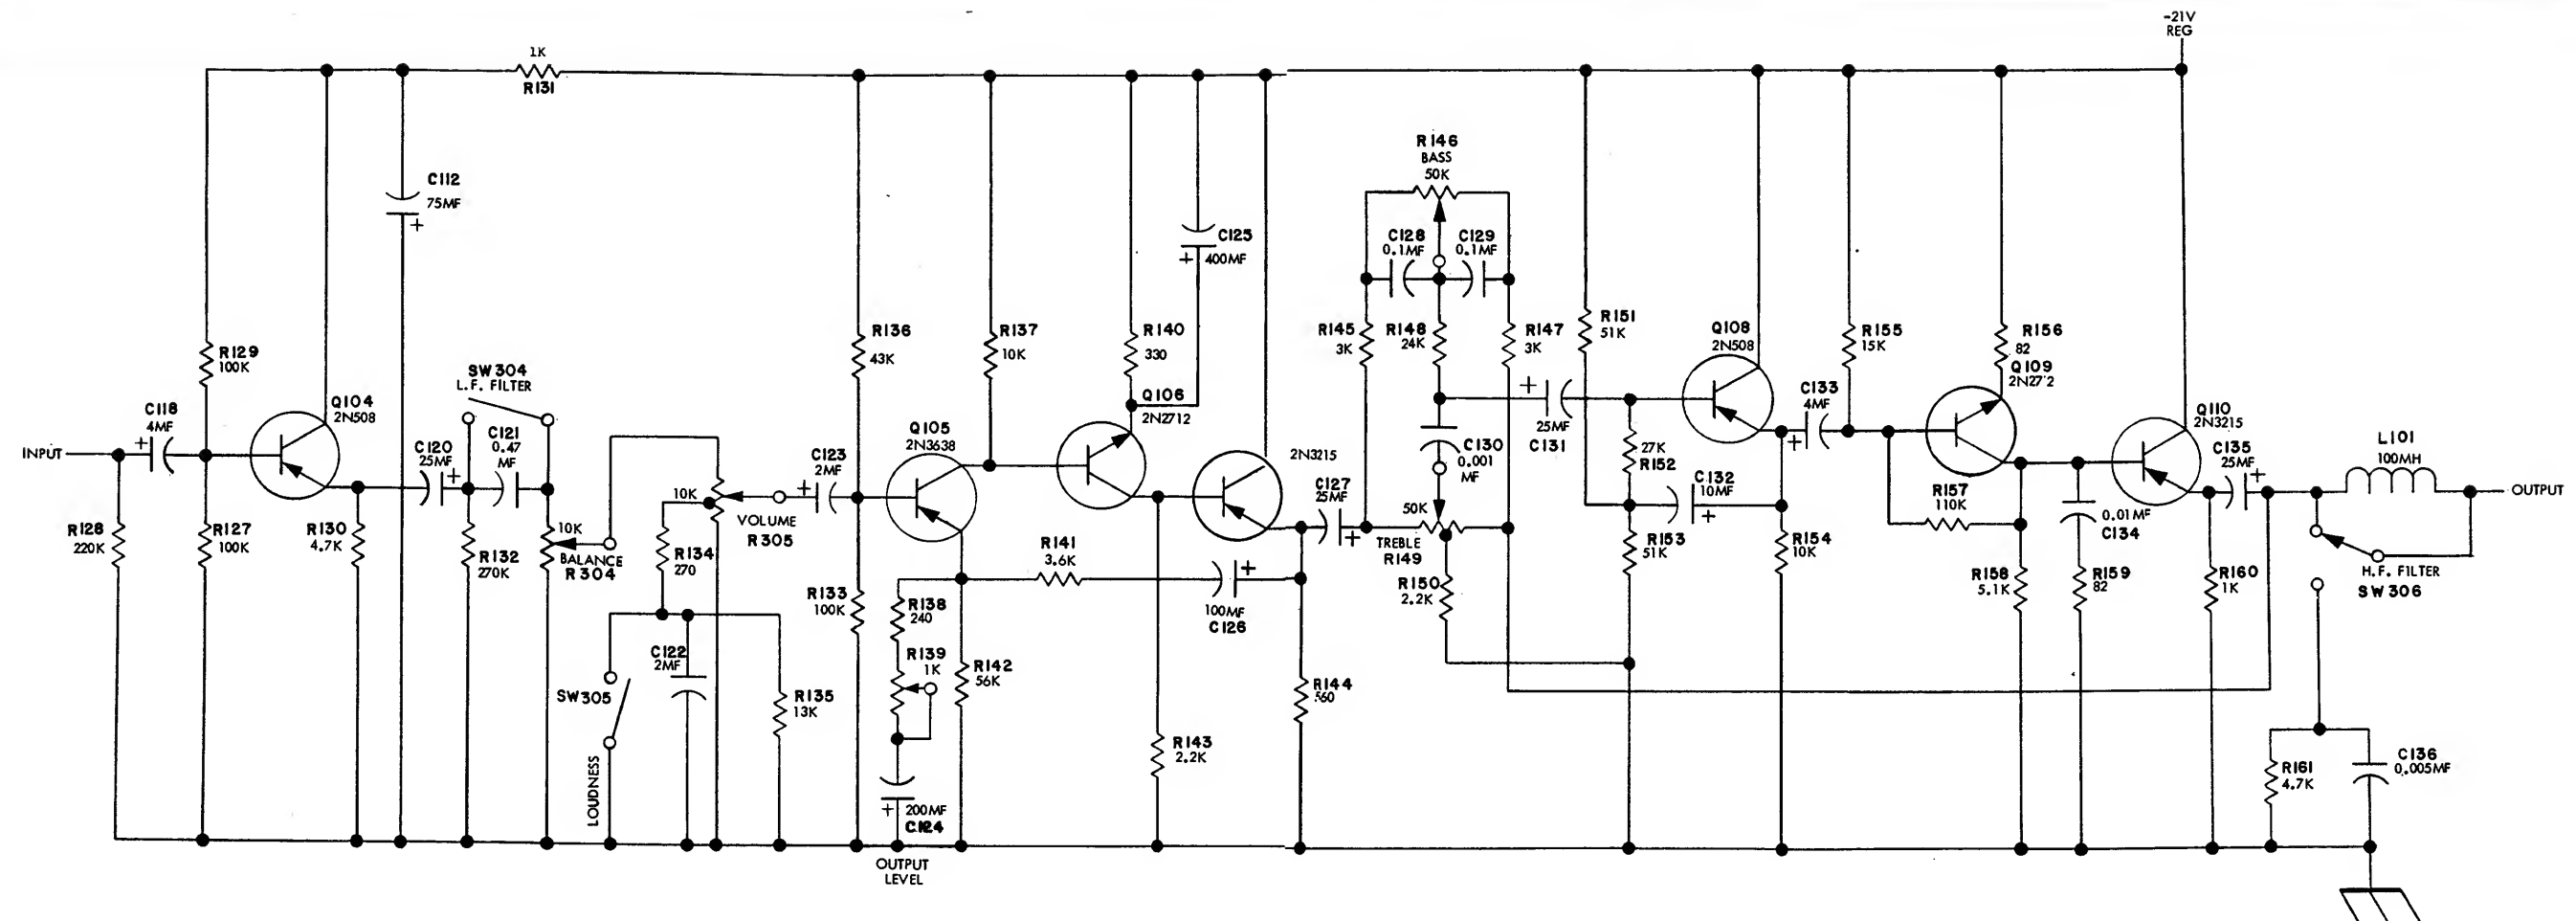 -21V
REG
1K
R131
C112
75MF
+
R129
100K
Q104
2N508
SW304
L.F. FILTER
INPUT
C118
4MF
+
C120
25MF
+
C121
0.47
MF
R128
220K
R127
100K
R130
4.7K
R132
270K
10K
BALANCE
R304
10K
VOLUME
R305
R134
270
SW305
LOUDNESS
C122
2MF
R135
13K
C123
2MF
+
R136
43K
R133
100K
Q105
2N3638
R137
10K
R138
240
R139
1K
+
200MF
C124
OUTPUT
LEVEL
R142
56K
R141
3.6K
R140
330
Q106
2N2712
C125
+
400MF
R143
2.2K
100MF
C126
+
2N3215
C127
25MF
+
R144
560
R146
BASS
50K
C128
0.1MF
C129
0.1MF
R145
3K
R148
24K
R147
3K
C130
0.001
MF
50K
TREBLE
R149
R150
2.2K
+
25MF
C131
R151
51K
27K
R152
R153
51K
C132
10MF
+
Q108
2N508
R154
10K
C133
4MF
+
R155
15K
R156
82
Q109
2N27'2
R157
110K
R158
5.1K
0.01MF
C134
R159
82
Q110
2N3215
C135
25MF
+
R160
1K
L101
100MH
OUTPUT
H.F. FILTER
SW306
R161
4.7K
C136
0.005MF